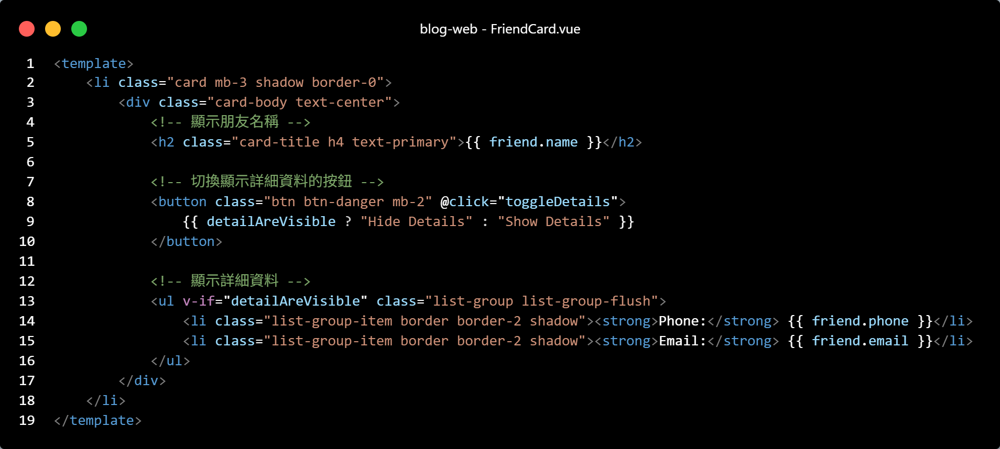 blog-web - FriendCard.vue
1 <template>
2     <li class="card mb-3 shadow border-0">
3         <div class="card-body text-center">
4             <!-- 顯示朋友名稱 -->
5             <h2 class="card-title h4 text-primary">{{ friend.name }}</h2>
6
7             <!-- 切換顯示詳細資料的按鈕 -->
8             <button class="btn btn-danger mb-2" @click="toggleDetails">
9                 {{ detailAreVisible ? "Hide Details" : "Show Details" }}
10             </button>
11
12             <!-- 顯示詳細資料 -->
13             <ul v-if="detailAreVisible" class="list-group list-group-flush">
14                 <li class="list-group-item border border-2 shadow"><strong>Phone:</strong> {{ friend.phone }}</li>
15                 <li class="list-group-item border border-2 shadow"><strong>Email:</strong> {{ friend.email }}</li>
16             </ul>
17         </div>
18     </li>
19 </template>